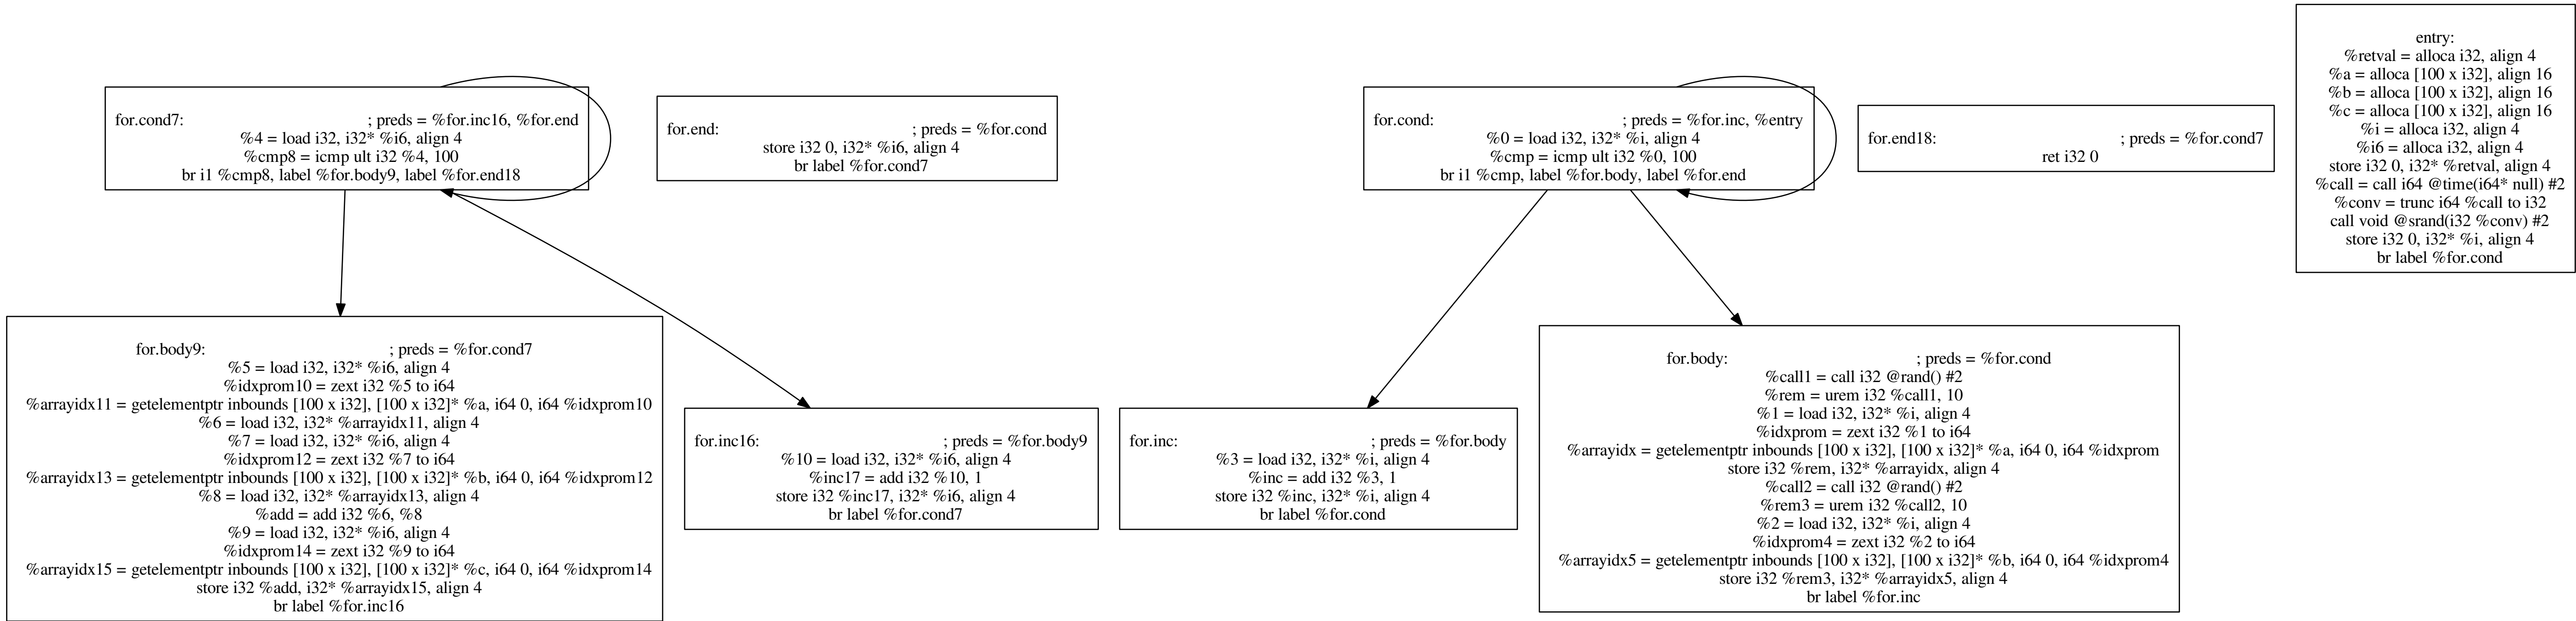 for.cond7: ; preds = %for.inc16, %for.end
%4 = load i32, i32* %i6, align 4
%cmp8 = icmp ult i32 %4, 100
br i1 %cmp8, label %for.body9, label %for.end18
for.end: ; preds = %for.cond
store i32 0, i32* %i6, align 4
br label %for.cond7
for.cond: ; preds = %for.inc, %entry
%0 = load i32, i32* %i, align 4
%cmp = icmp ult i32 %0, 100
br i1 %cmp, label %for.body, label %for.end
for.end18: ; preds = %for.cond7
ret i32 0
entry:
%retval = alloca i32, align 4
%a = alloca [100 x i32], align 16
%b = alloca [100 x i32], align 16
%c = alloca [100 x i32], align 16
%i = alloca i32, align 4
%i6 = alloca i32, align 4
store i32 0, i32* %retval, align 4
%call = call i64 @time(i64* null) #2
%conv = trunc i64 %call to i32
call void @srand(i32 %conv) #2
store i32 0, i32* %i, align 4
br label %for.cond
for.body9: ; preds = %for.cond7
%5 = load i32, i32* %i6, align 4
%idxprom10 = zext i32 %5 to i64
%arrayidx11 = getelementptr inbounds [100 x i32], [100 x i32]* %a, i64 0, i64 %idxprom10
%6 = load i32, i32* %arrayidx11, align 4
%7 = load i32, i32* %i6, align 4
%idxprom12 = zext i32 %7 to i64
%arrayidx13 = getelementptr inbounds [100 x i32], [100 x i32]* %b, i64 0, i64 %idxprom12
%8 = load i32, i32* %arrayidx13, align 4
%add = add i32 %6, %8
%9 = load i32, i32* %i6, align 4
%idxprom14 = zext i32 %9 to i64
%arrayidx15 = getelementptr inbounds [100 x i32], [100 x i32]* %c, i64 0, i64 %idxprom14
store i32 %add, i32* %arrayidx15, align 4
br label %for.inc16
for.inc16: ; preds = %for.body9
%10 = load i32, i32* %i6, align 4
%inc17 = add i32 %10, 1
store i32 %inc17, i32* %i6, align 4
br label %for.cond7
for.inc: ; preds = %for.body
%3 = load i32, i32* %i, align 4
%inc = add i32 %3, 1
store i32 %inc, i32* %i, align 4
br label %for.cond
for.body: ; preds = %for.cond
%call1 = call i32 @rand() #2
%rem = urem i32 %call1, 10
%1 = load i32, i32* %i, align 4
%idxprom = zext i32 %1 to i64
%arrayidx = getelementptr inbounds [100 x i32], [100 x i32]* %a, i64 0, i64 %idxprom
store i32 %rem, i32* %arrayidx, align 4
%call2 = call i32 @rand() #2
%rem3 = urem i32 %call2, 10
%2 = load i32, i32* %i, align 4
%idxprom4 = zext i32 %2 to i64
%arrayidx5 = getelementptr inbounds [100 x i32], [100 x i32]* %b, i64 0, i64 %idxprom4
store i32 %rem3, i32* %arrayidx5, align 4
br label %for.inc